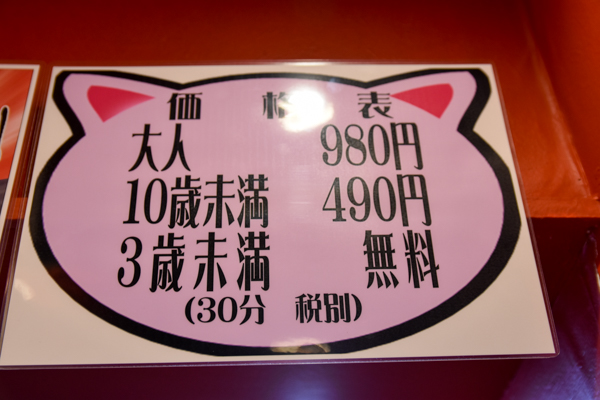 価格表
大人 980円
10歳未満 490円
3歳未満 無料
(30分 税別)